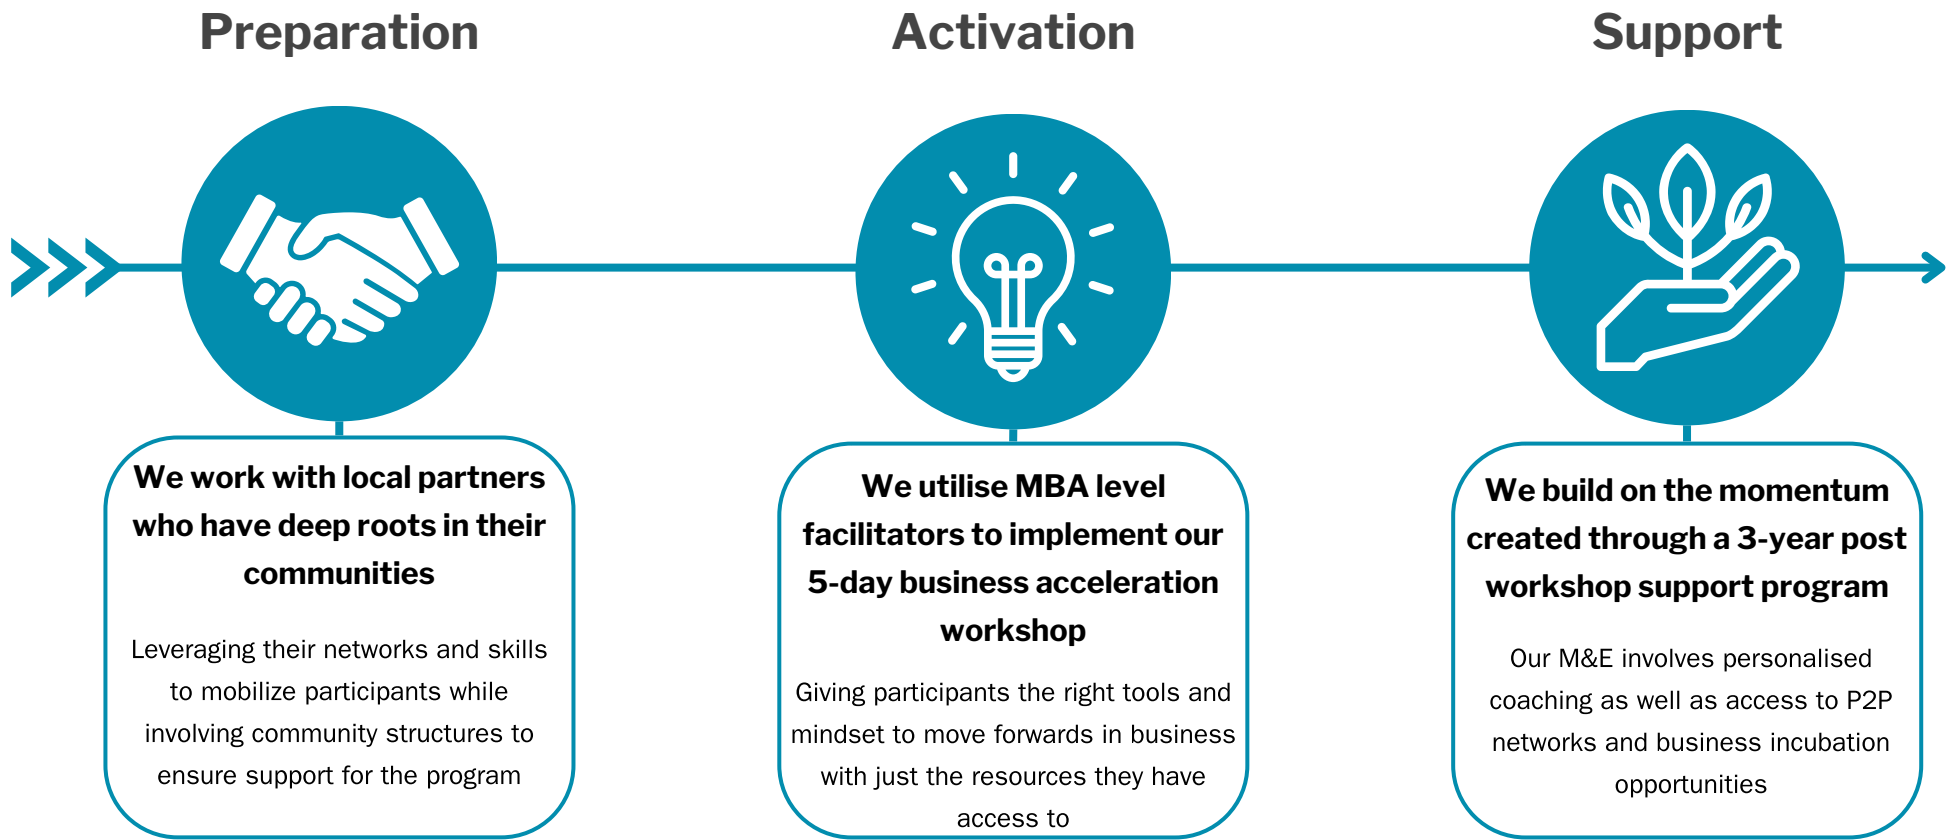 Preparation
We work with local partners
who have deep roots in their
communities
Leveraging their networks and skills
to mobilize participants while
involving community structures to
ensure support for the program
Activation
We utilise MBA level
facilitators to implement our
5-day business acceleration
workshop
Giving participants the right tools and
mindset to move forwards in business
with just the resources they have
access to
Support
We build on the momentum
created through a 3-year post
workshop support program
Our M&E involves personalised
coaching as well as access to P2P
networks and business incubation
opportunities